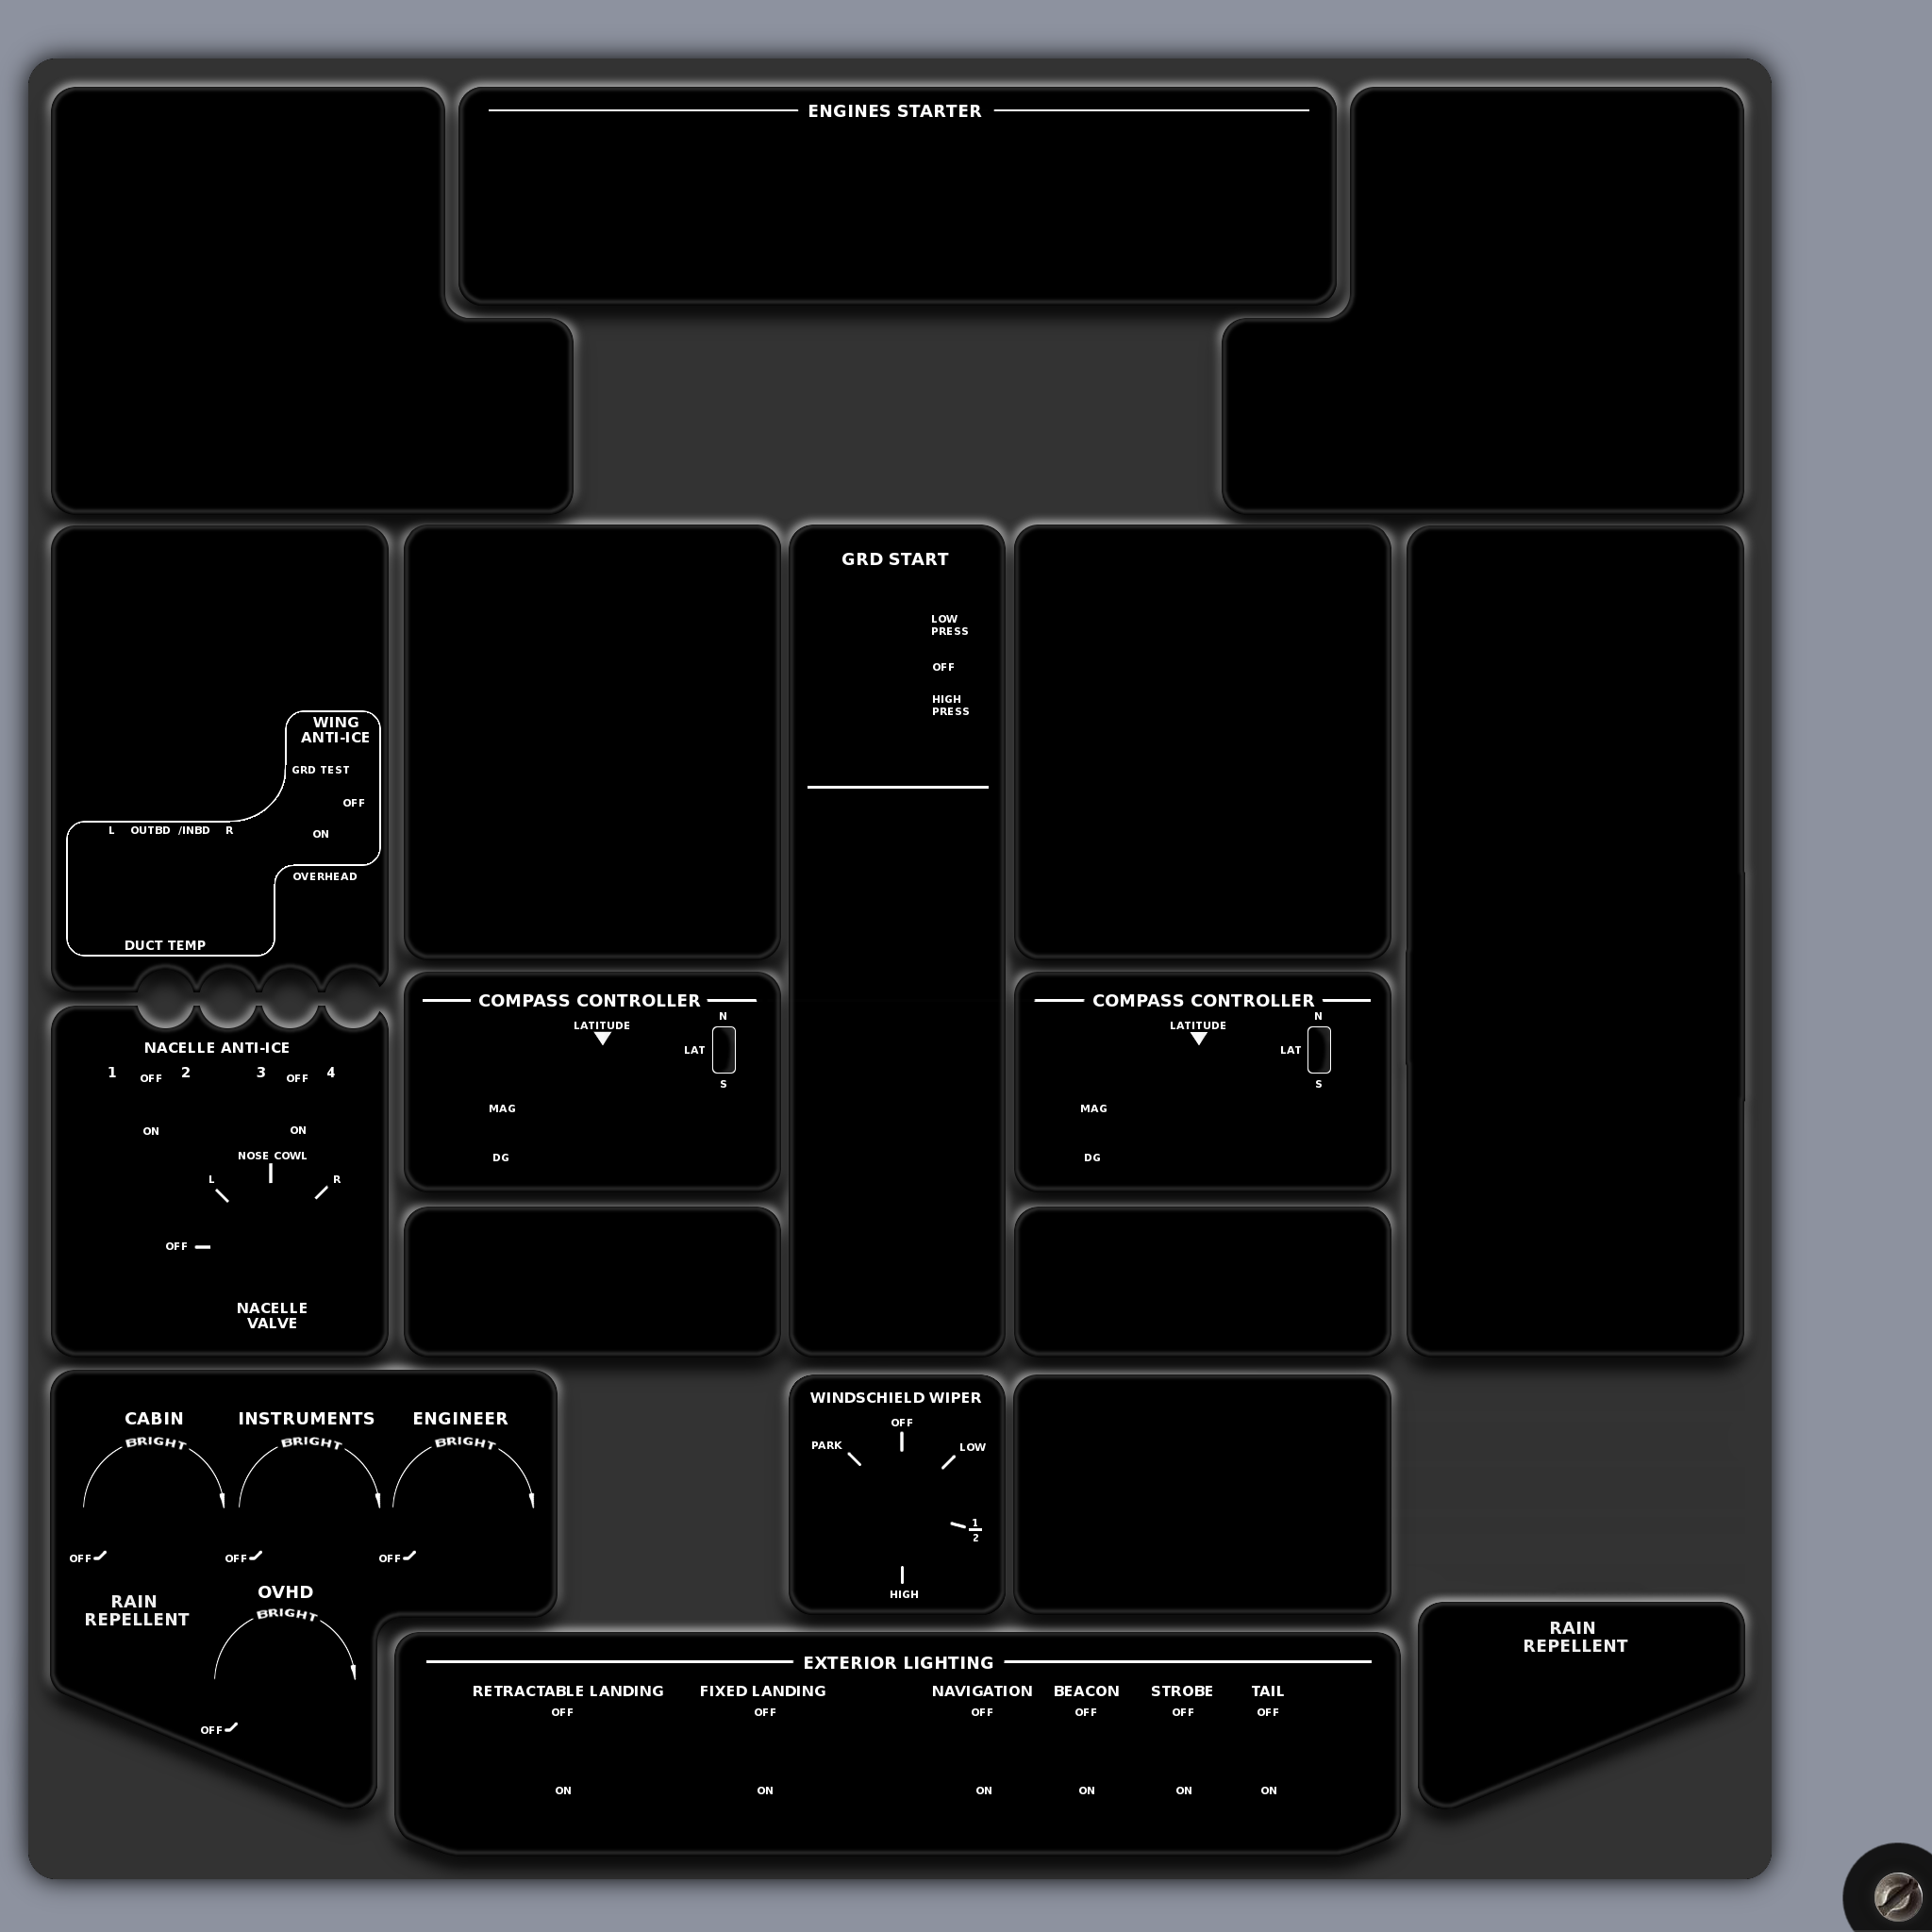 ENGINES STARTER
GRD START
LOW
PRESS
OFF
HIGH
PRESS
WING
ANTI-ICE
GRD TEST
OFF
L OUTBD /INBD R
ON
OVERHEAD
DUCT TEMP
COMPASS CONTROLLER
LATITUDE
N
LAT
S
MAG
DG
COMPASS CONTROLLER
LATITUDE
N
LAT
S
MAG
DG
NACELLE ANTI-ICE
1 OFF 2 3 OFF 4
ON ON
NOSE COWL
L R
OFF
NACELLE
VALVE
CABIN INSTRUMENTS ENGINEER
BRIGHT BRIGHT BRIGHT
OFF OFF OFF
RAIN
REPELLENT
OVHD
BRIGHT
OFF
WINDSCHIELD WIPER
OFF
PARK LOW
1
2
HIGH
EXTERIOR LIGHTING
RETRACTABLE LANDING FIXED LANDING NAVIGATION BEACON STROBE TAIL
OFF OFF OFF OFF OFF OFF
ON ON ON ON ON ON
RAIN
REPELLENT